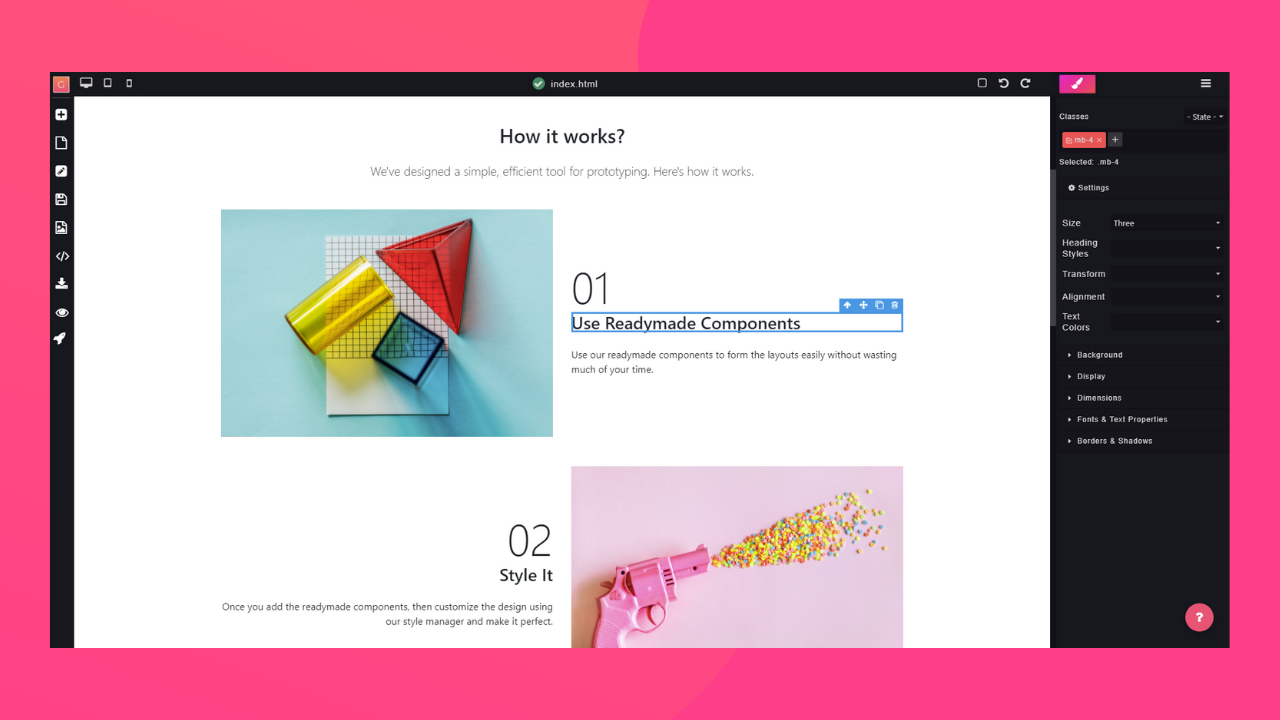 G
index.html
How it works?
We've designed a simple, efficient tool for prototyping. Here's how it works.
01
Use Readymade Components
Use our readymade components to form the layouts easily without wasting
much of your time.
02
Style It
Once you add the readymade components, then customize the design using
our style manager and make it perfect.
Classes
- State -
mb-4 ×
+
Selected: .mb-4
Settings
Size
Three
Heading
Styles
Transform
Alignment
Text
Colors
Background
Display
Dimensions
Fonts & Text Properties
Borders & Shadows
?